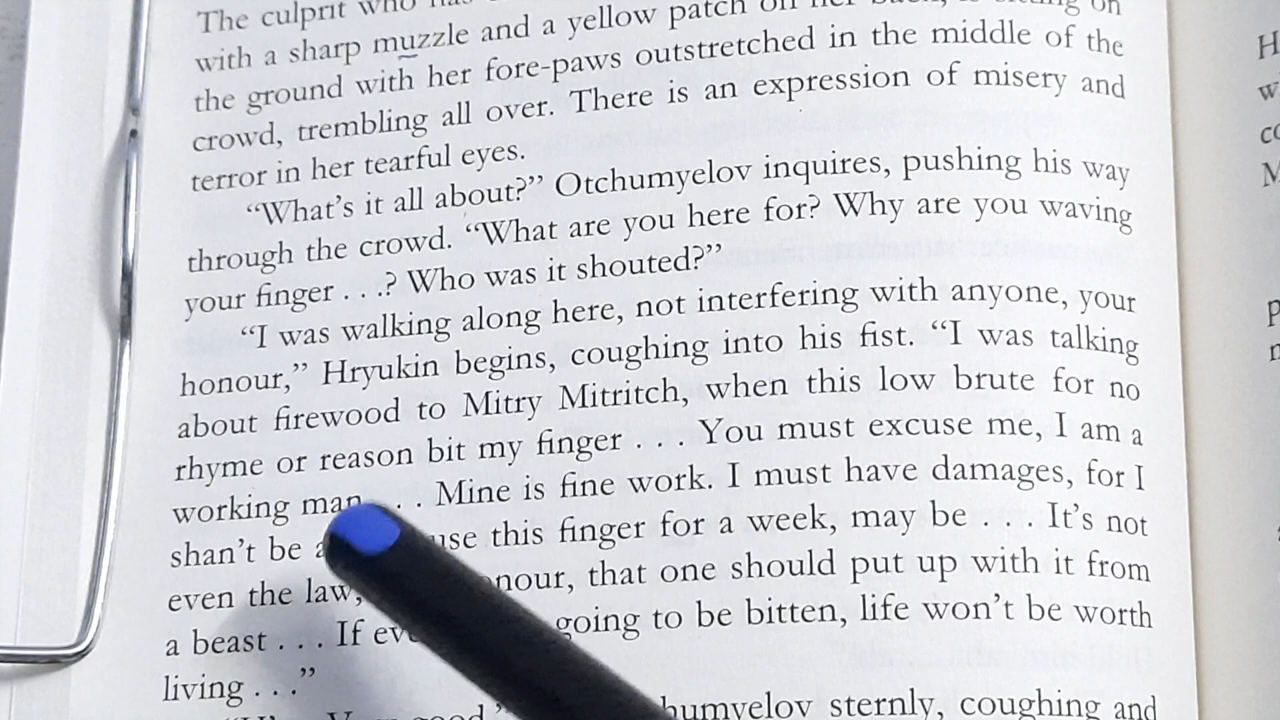 The culprit who has
with a sharp muzzle and a yellow patch on her back, is sitting on
the ground with her fore-paws outstretched in the middle of the
crowd, trembling all over. There is an expression of misery and
terror in her tearful eyes.
“What’s it all about?” Otchumyelov inquires, pushing his way
through the crowd. “What are you here for? Why are you waving
your finger . . .? Who was it shouted?”
“I was walking along here, not interfering with anyone, your
honour,” Hryukin begins, coughing into his fist. “I was talking
about firewood to Mitry Mitritch, when this low brute for no
rhyme or reason bit my finger . . . You must excuse me, I am a
working man . . Mine is fine work. I must have damages, for I
shan’t be use this finger for a week, may be . . . It’s not
even the law, that one should put up with it from
a beast . . . If going to be bitten, life won’t be worth
living . . .”
sternly, coughing and